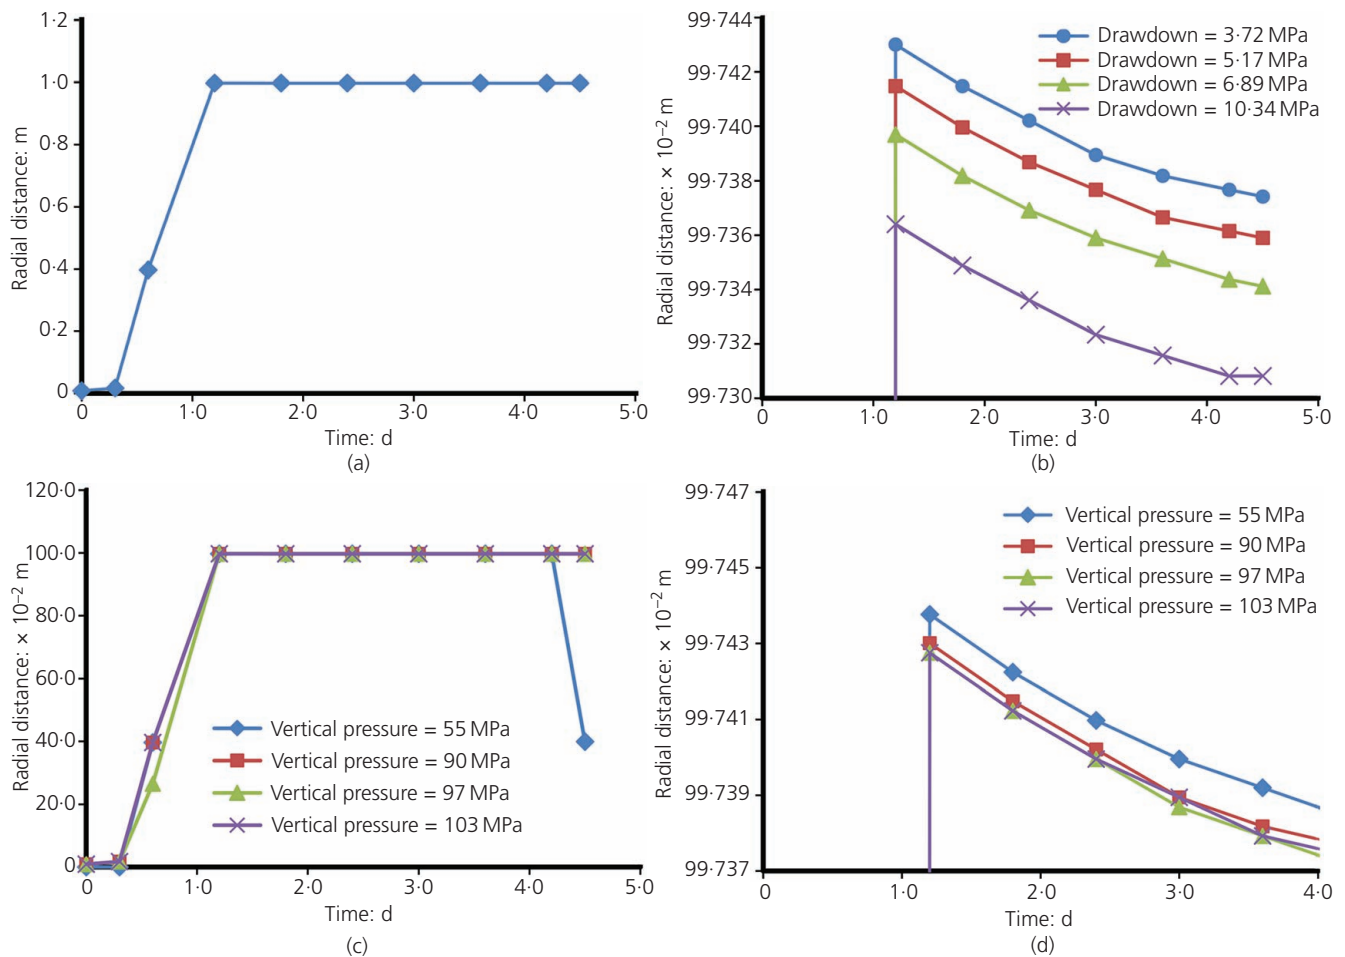 1·2
1·0
0·8
0·6
0·4
0·2
0
Radial distance: m
0 1·0 2·0 3·0 4·0 5·0
Time: d
(a)
99·744
99·742
99·740
99·738
99·736
99·734
99·732
99·730
Radial distance: × 10–2 m
Drawdown = 3·72 MPa
Drawdown = 5·17 MPa
Drawdown = 6·89 MPa
Drawdown = 10·34 MPa
0 1·0 2·0 3·0 4·0 5·0
Time: d
(b)
120·0
100·0
80·0
60·0
40·0
20·0
0
Radial distance: × 10–2 m
Vertical pressure = 55 MPa
Vertical pressure = 90 MPa
Vertical pressure = 97 MPa
Vertical pressure = 103 MPa
0 1·0 2·0 3·0 4·0 5·0
Time: d
(c)
99·747
99·745
99·743
99·741
99·739
99·737
Radial distance: × 10–2 m
Vertical pressure = 55 MPa
Vertical pressure = 90 MPa
Vertical pressure = 97 MPa
Vertical pressure = 103 MPa
0 1·0 2·0 3·0 4·0
Time: d
(d)